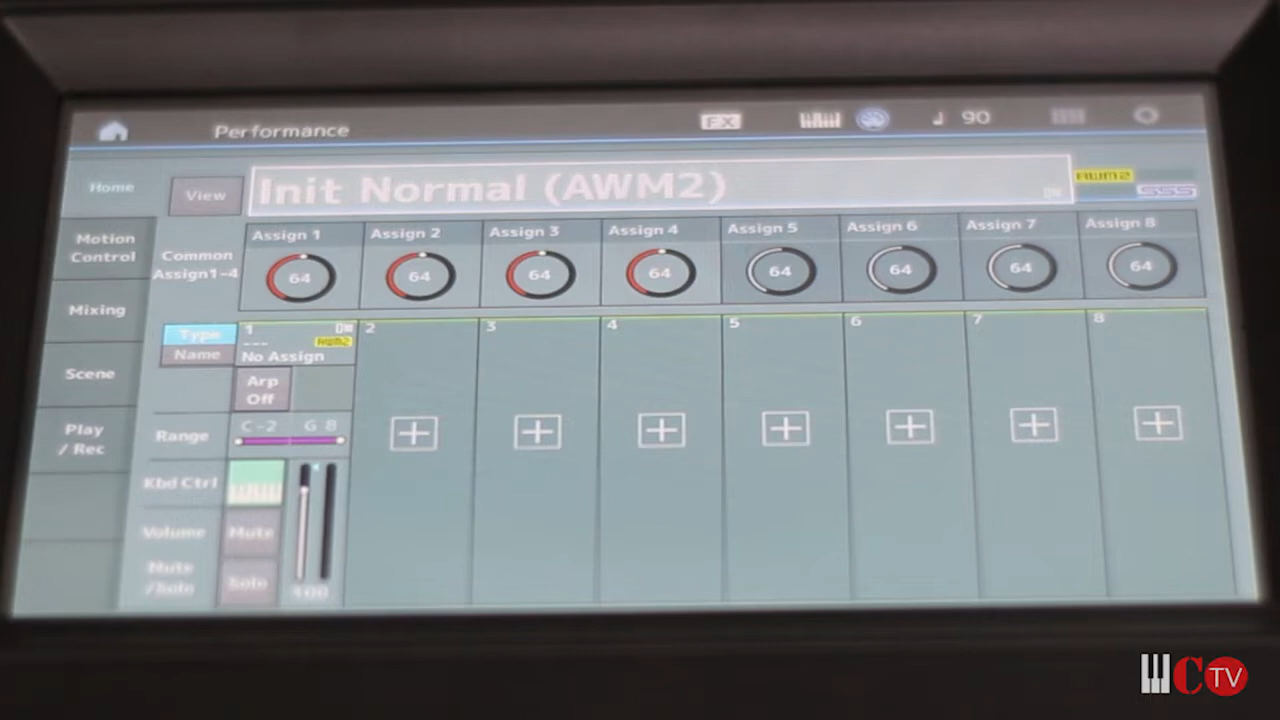 Performance
FX
90
Home
View
Init Normal (AWM2)
AWM2
SSS
Motion
Control
Common
Assign1-4
Assign 1
Assign 2
Assign 3
Assign 4
Assign 5
Assign 6
Assign 7
Assign 8
64
64
64
64
64
64
64
64
Mixing
Type
Name
1
---
AWM2
No Assign
2
3
4
5
6
7
8
Scene
Arp
Off
Play
/ Rec
Range
C -2
G 8
Kbd Ctrl
Volume
Mute
Mute
/Solo
Solo
100
CTV